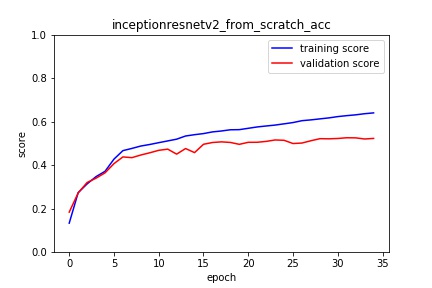 inceptionresnetv2_from_scratch_acc
training score
validation score
score
1.0
0.8
0.6
0.4
0.2
0.0
0 5 10 15 20 25 30 35
epoch